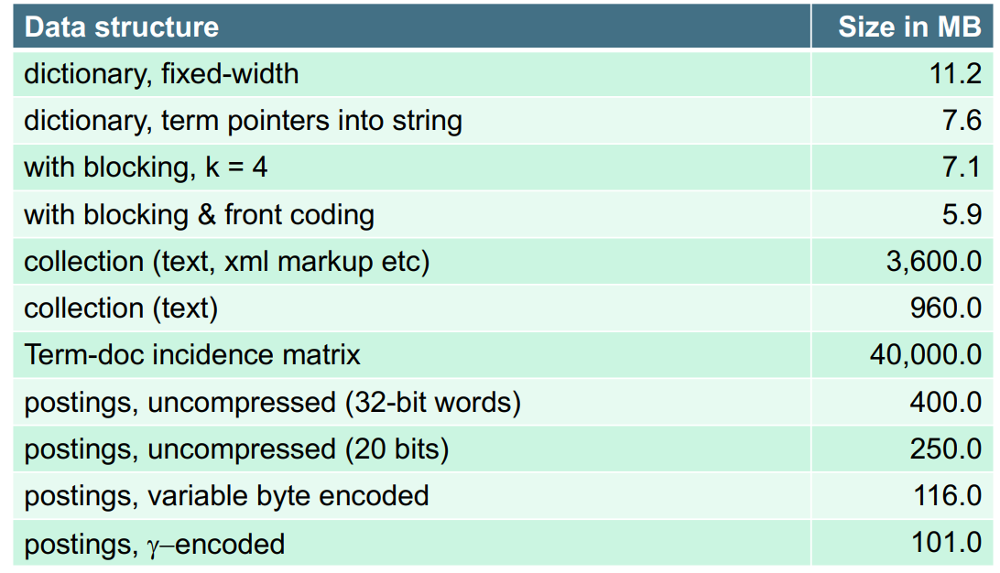 Data structure Size in MB
dictionary, fixed-width 11.2
dictionary, term pointers into string 7.6
with blocking, k = 4 7.1
with blocking & front coding 5.9
collection (text, xml markup etc) 3,600.0
collection (text) 960.0
Term-doc incidence matrix 40,000.0
postings, uncompressed (32-bit words) 400.0
postings, uncompressed (20 bits) 250.0
postings, variable byte encoded 116.0
postings, γ–encoded 101.0